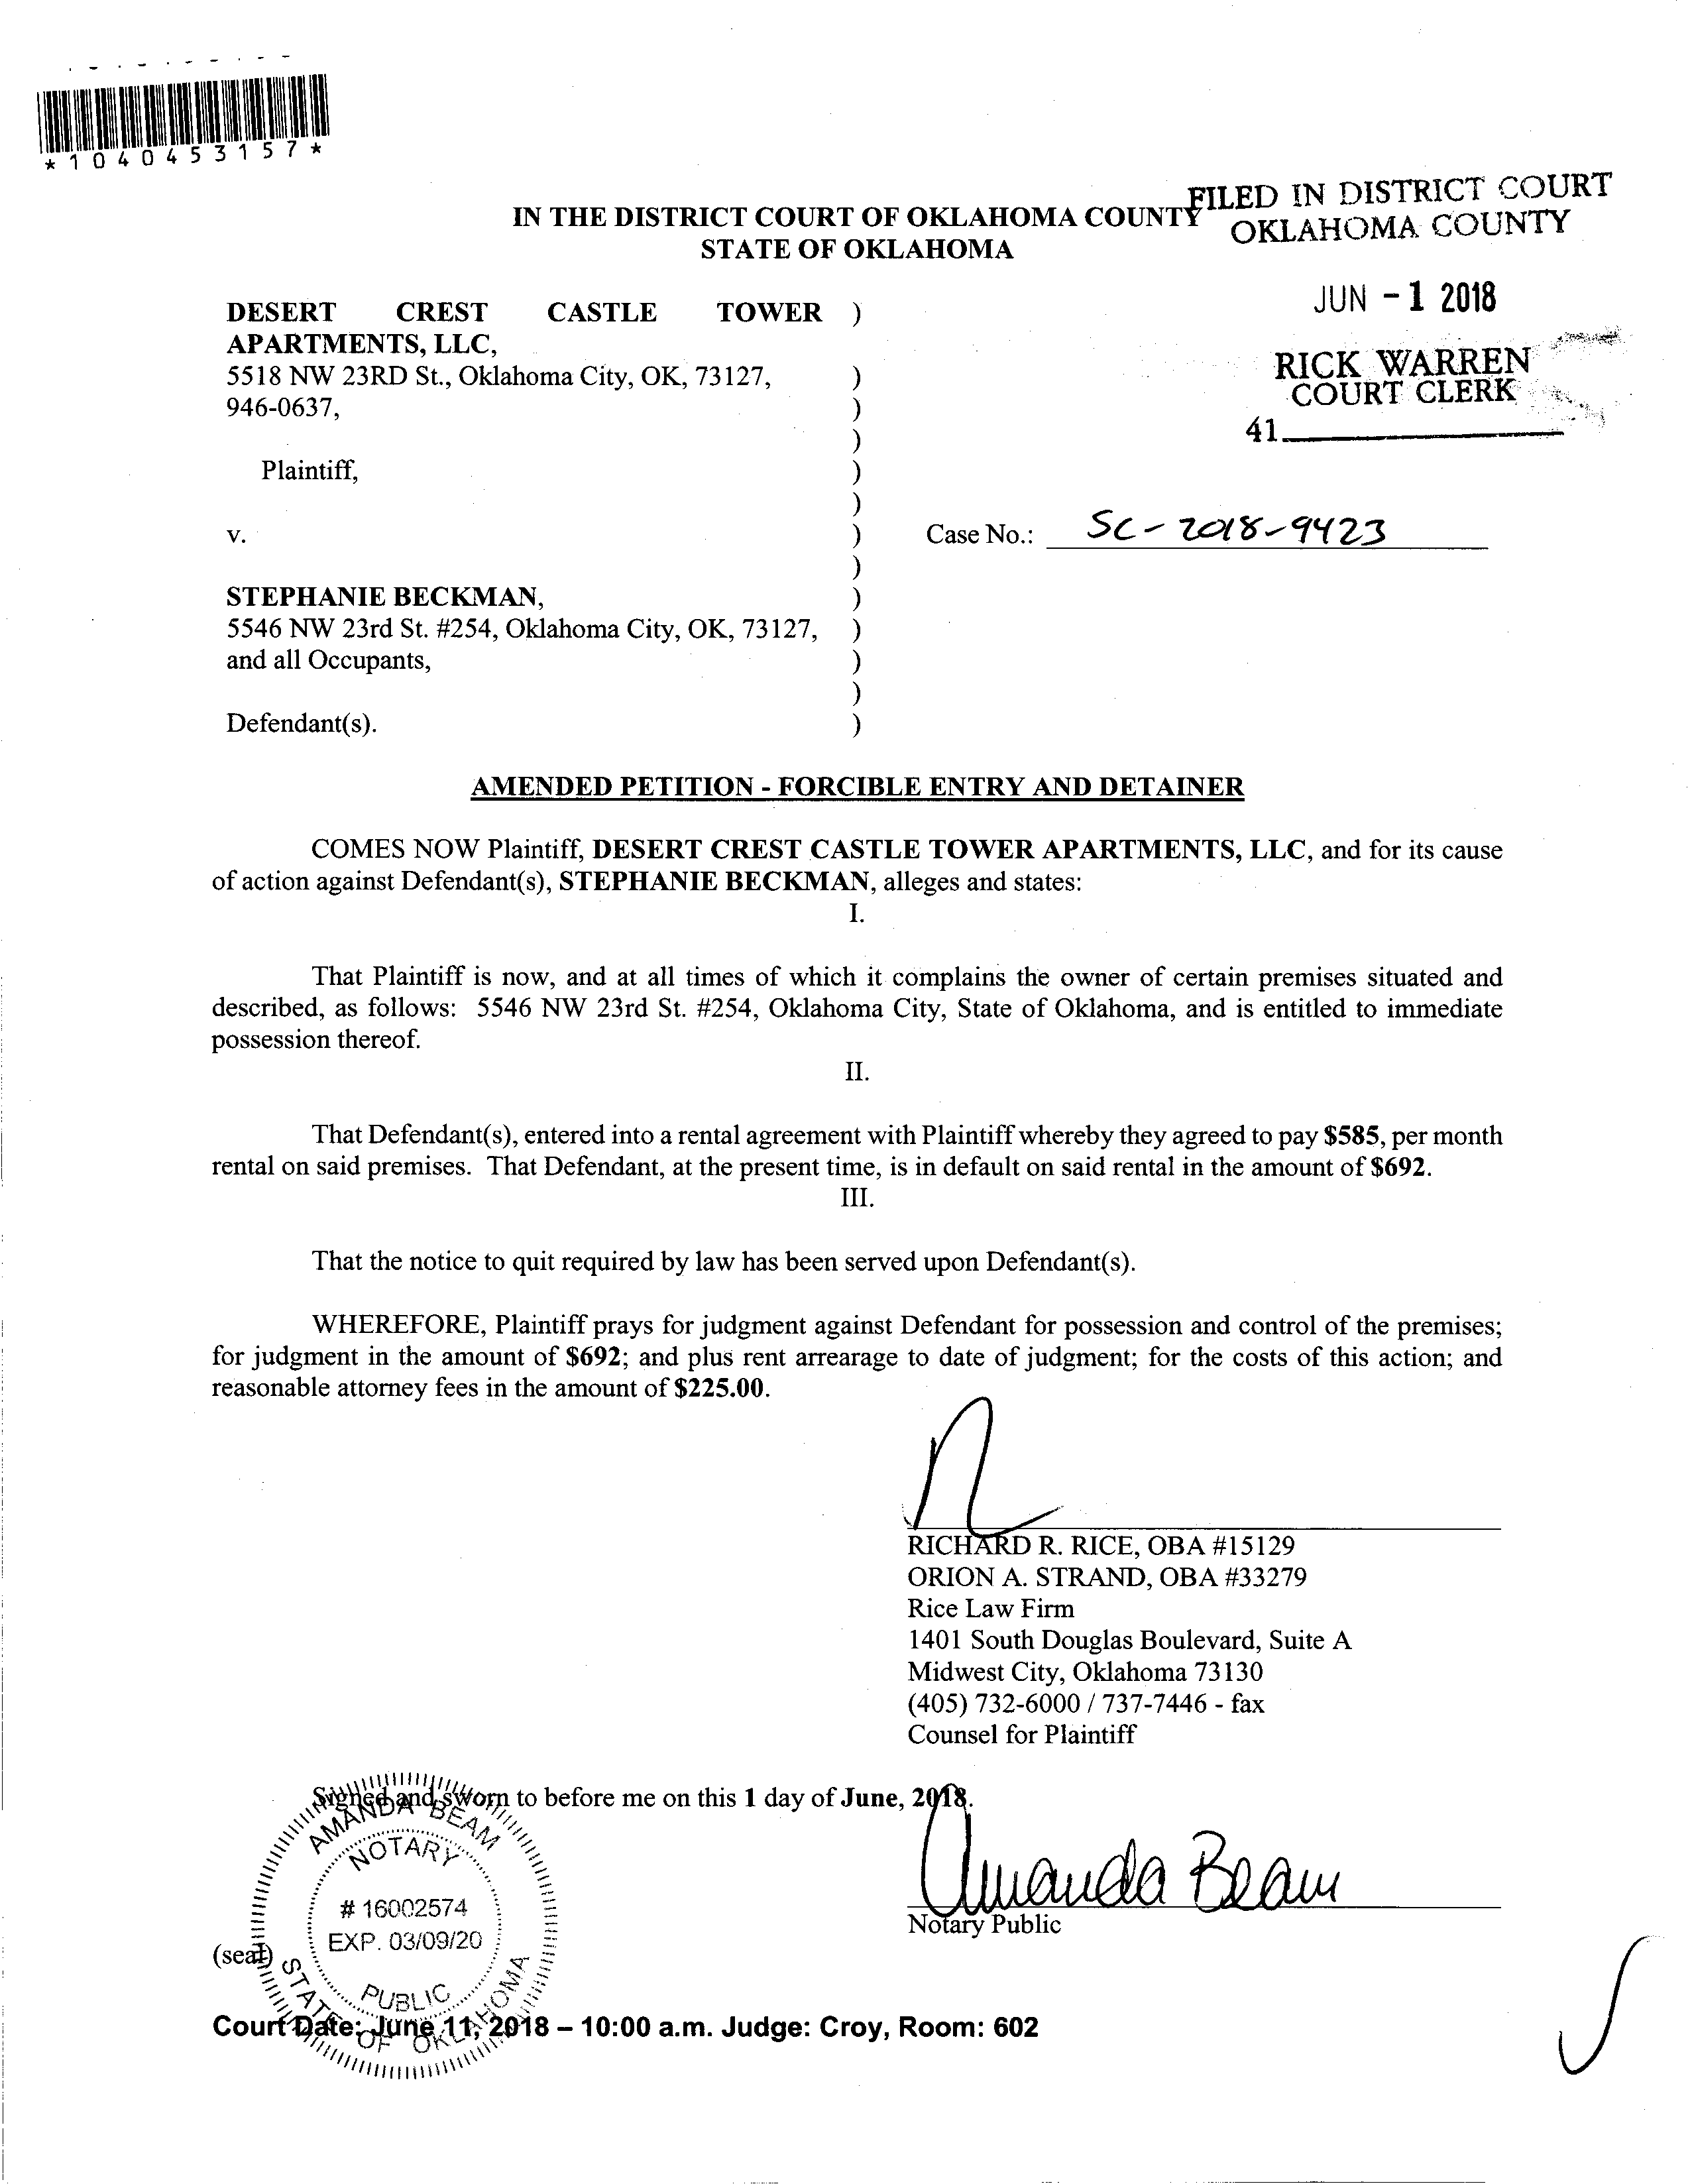 *1040453157*
FILED IN DISTRICT COURT
OKLAHOMA COUNTY
JUN - 1 2018
RICK WARREN
COURT CLERK
41
IN THE DISTRICT COURT OF OKLAHOMA COUNTY
STATE OF OKLAHOMA
DESERT CREST CASTLE TOWER )
APARTMENTS, LLC,
5518 NW 23RD St., Oklahoma City, OK, 73127, )
946-0637, )
)
Plaintiff, )
)
v. ) Case No.: SC-2018-9423
)
STEPHANIE BECKMAN, )
5546 NW 23rd St. #254, Oklahoma City, OK, 73127, )
and all Occupants, )
)
Defendant(s). )
AMENDED PETITION - FORCIBLE ENTRY AND DETAINER
COMES NOW Plaintiff, DESERT CREST CASTLE TOWER APARTMENTS, LLC, and for its cause
of action against Defendant(s), STEPHANIE BECKMAN, alleges and states:
I.
That Plaintiff is now, and at all times of which it complains the owner of certain premises situated and
described, as follows: 5546 NW 23rd St. #254, Oklahoma City, State of Oklahoma, and is entitled to immediate
possession thereof.
II.
That Defendant(s), entered into a rental agreement with Plaintiff whereby they agreed to pay $585, per month
rental on said premises. That Defendant, at the present time, is in default on said rental in the amount of $692.
III.
That the notice to quit required by law has been served upon Defendant(s).
WHEREFORE, Plaintiff prays for judgment against Defendant for possession and control of the premises;
for judgment in the amount of $692; and plus rent arrearage to date of judgment; for the costs of this action; and
reasonable attorney fees in the amount of $225.00.
RICHARD R. RICE, OBA #15129
ORION A. STRAND, OBA #33279
Rice Law Firm
1401 South Douglas Boulevard, Suite A
Midwest City, Oklahoma 73130
(405) 732-6000 / 737-7446 - fax
Counsel for Plaintiff
Signed and sworn to before me on this 1 day of June, 2018.
AMANDA BEAM
NOTARY
# 16002574
EXP. 03/09/20
PUBLIC
STATE OF OKLAHOMA
Amanda Beam
Notary Public
(seal)
Court Date: June 11, 2018 – 10:00 a.m. Judge: Croy, Room: 602